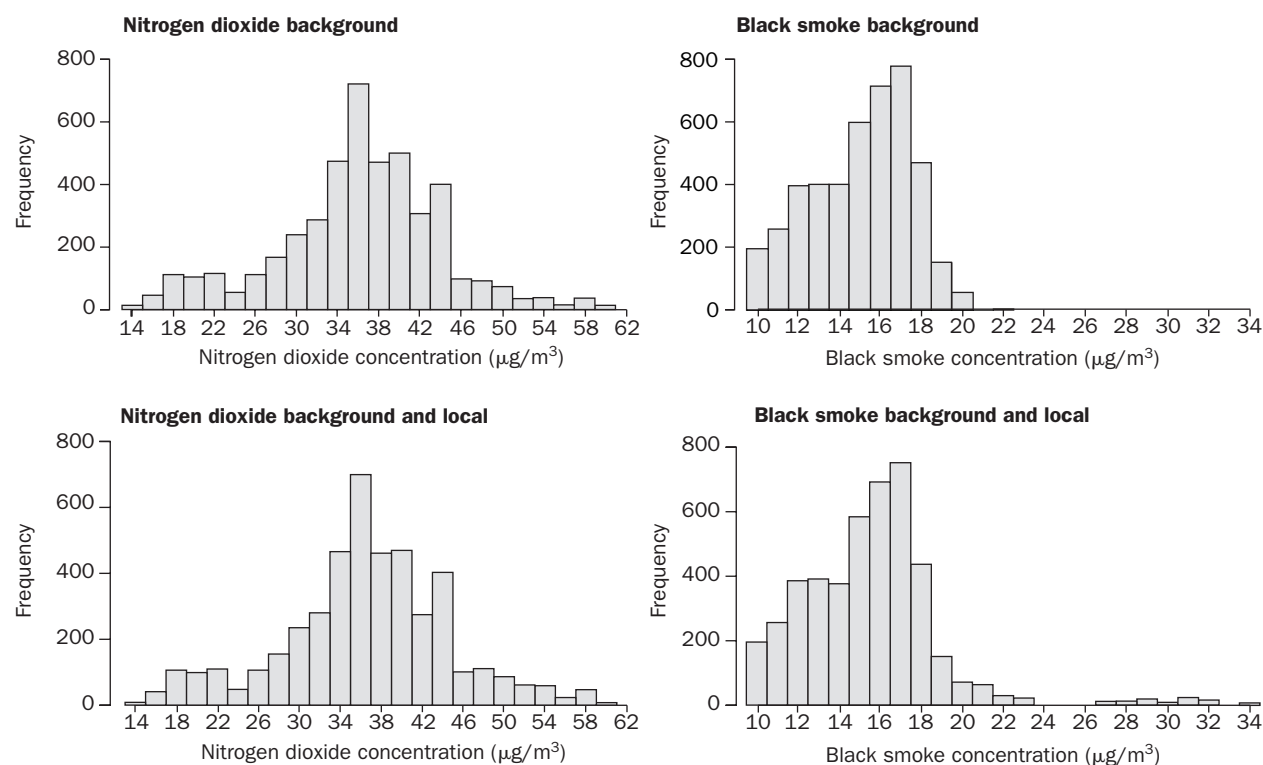 Nitrogen dioxide background
800
600
400
200
0
Frequency
14 18 22 26 30 34 38 42 46 50 54 58 62
Nitrogen dioxide concentration (μg/m³)
Black smoke background
800
600
400
200
0
Frequency
10 12 14 16 18 20 22 24 26 28 30 32 34
Black smoke concentration (μg/m³)
Nitrogen dioxide background and local
800
600
400
200
0
Frequency
14 18 22 26 30 34 38 42 46 50 54 58 62
Nitrogen dioxide concentration (μg/m³)
Black smoke background and local
800
600
400
200
0
Frequency
10 12 14 16 18 20 22 24 26 28 30 32 34
Black smoke concentration (μg/m³)